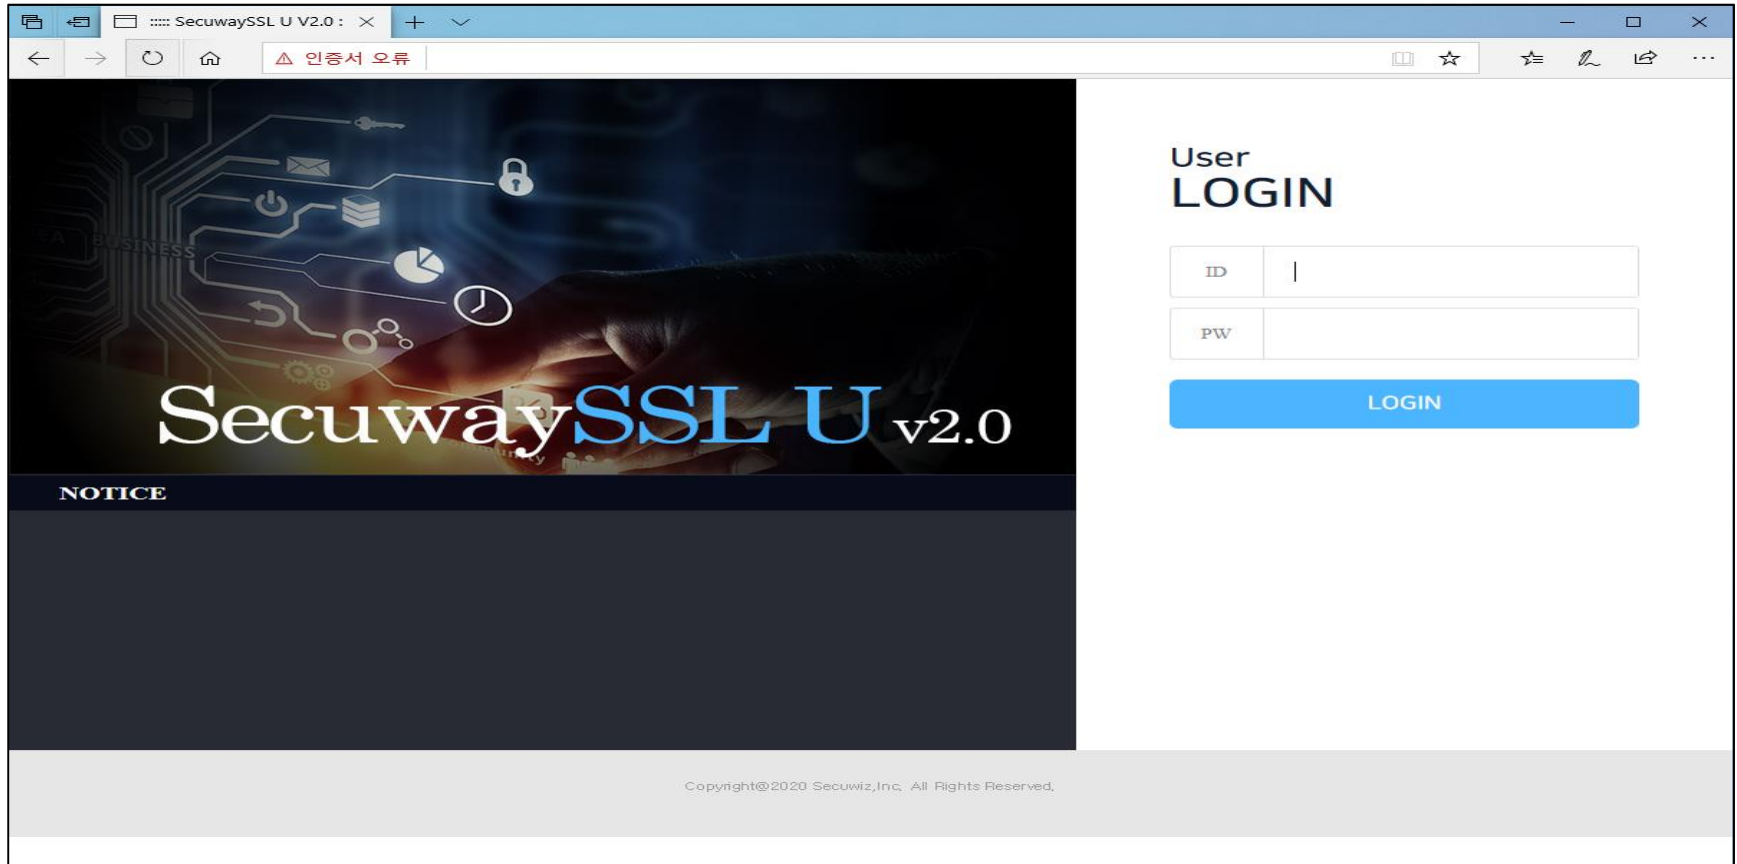 ::::: SecuwaySSL U V2.0 :
인증서 오류
BUSINESS
SecuwaySSL U v2.0
NOTICE
User
LOGIN
ID
PW
LOGIN
Copyright@2020 Secuwiz,Inc, All Rights Reserved,